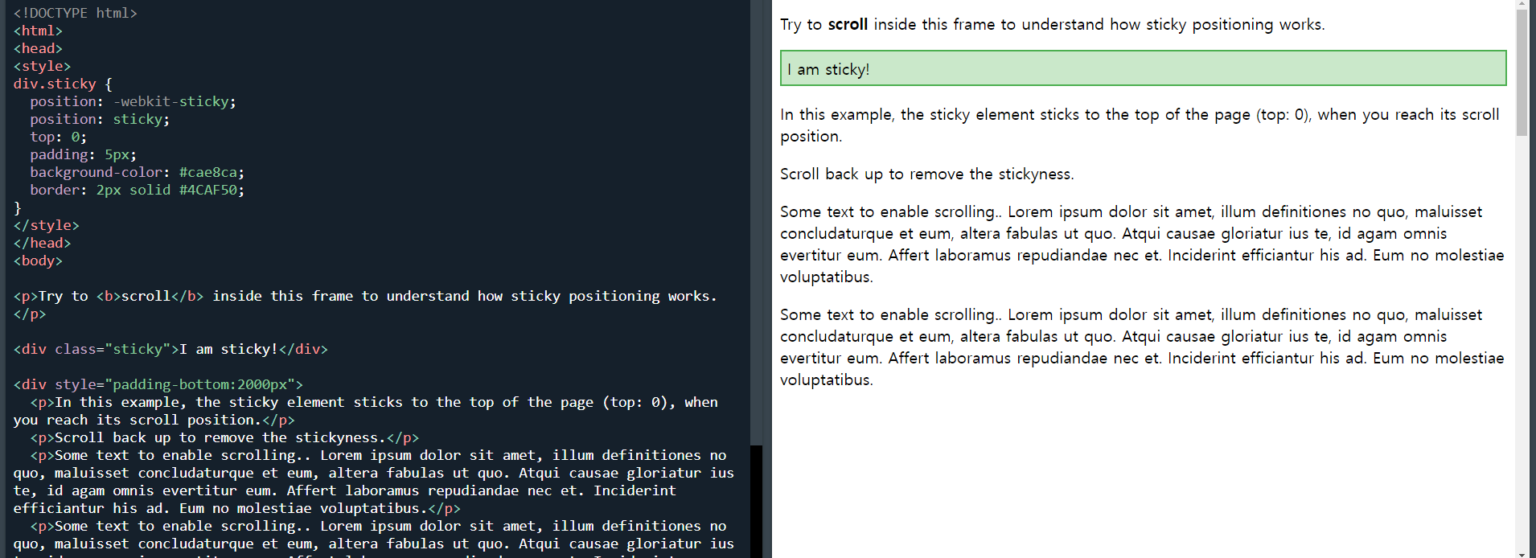 <!DOCTYPE html>
<html>
<head>
<style>
div.sticky {
  position: -webkit-sticky;
  position: sticky;
  top: 0;
  padding: 5px;
  background-color: #cae8ca;
  border: 2px solid #4CAF50;
}
</style>
</head>
<body>

<p>Try to <b>scroll</b> inside this frame to understand how sticky positioning works.
</p>

<div class="sticky">I am sticky!</div>

<div style="padding-bottom:2000px">
  <p>In this example, the sticky element sticks to the top of the page (top: 0), when
you reach its scroll position.</p>
  <p>Scroll back up to remove the stickyness.</p>
  <p>Some text to enable scrolling.. Lorem ipsum dolor sit amet, illum definitiones no
quo, maluisset concludaturque et eum, altera fabulas ut quo. Atqui causae gloriatur ius
te, id agam omnis evertitur eum. Affert laboramus repudiandae nec et. Inciderint
efficiantur his ad. Eum no molestiae voluptatibus.</p>
  <p>Some text to enable scrolling.. Lorem ipsum dolor sit amet, illum definitiones no
quo, maluisset concludaturque et eum, altera fabulas ut quo. Atqui causae gloriatur ius
Try to scroll inside this frame to understand how sticky positioning works.
I am sticky!
In this example, the sticky element sticks to the top of the page (top: 0), when you reach its scroll
position.
Scroll back up to remove the stickyness.
Some text to enable scrolling.. Lorem ipsum dolor sit amet, illum definitiones no quo, maluisset
concludaturque et eum, altera fabulas ut quo. Atqui causae gloriatur ius te, id agam omnis
evertitur eum. Affert laboramus repudiandae nec et. Inciderint efficiantur his ad. Eum no molestiae
voluptatibus.
Some text to enable scrolling.. Lorem ipsum dolor sit amet, illum definitiones no quo, maluisset
concludaturque et eum, altera fabulas ut quo. Atqui causae gloriatur ius te, id agam omnis
evertitur eum. Affert laboramus repudiandae nec et. Inciderint efficiantur his ad. Eum no molestiae
voluptatibus.